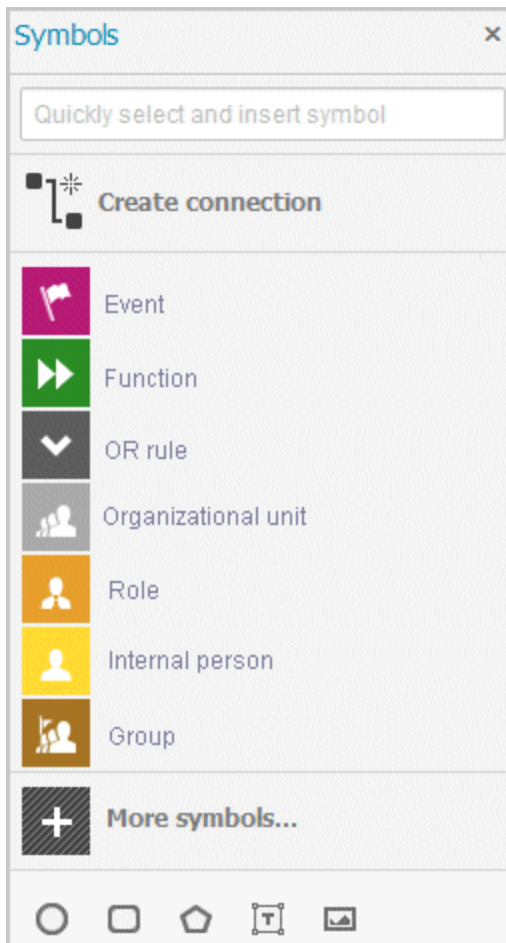 Symbols
Quickly select and insert symbol
Create connection
Event
Function
OR rule
Organizational unit
Role
Internal person
Group
More symbols...
T